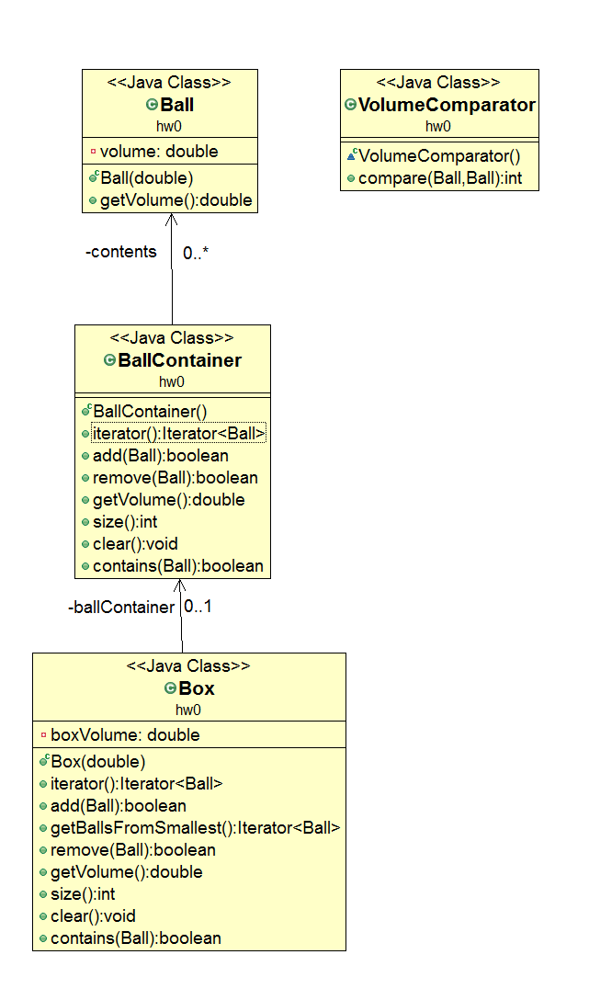 <<Java Class>>
Ball
hw0
volume: double
Ball(double)
getVolume():double
<<Java Class>>
VolumeComparator
hw0
VolumeComparator()
compare(Ball,Ball):int
-contents 0..*
<<Java Class>>
BallContainer
hw0
BallContainer()
iterator():Iterator<Ball>
add(Ball):boolean
remove(Ball):boolean
getVolume():double
size():int
clear():void
contains(Ball):boolean
-ballContainer 0..1
<<Java Class>>
Box
hw0
boxVolume: double
Box(double)
iterator():Iterator<Ball>
add(Ball):boolean
getBallsFromSmallest():Iterator<Ball>
remove(Ball):boolean
getVolume():double
size():int
clear():void
contains(Ball):boolean